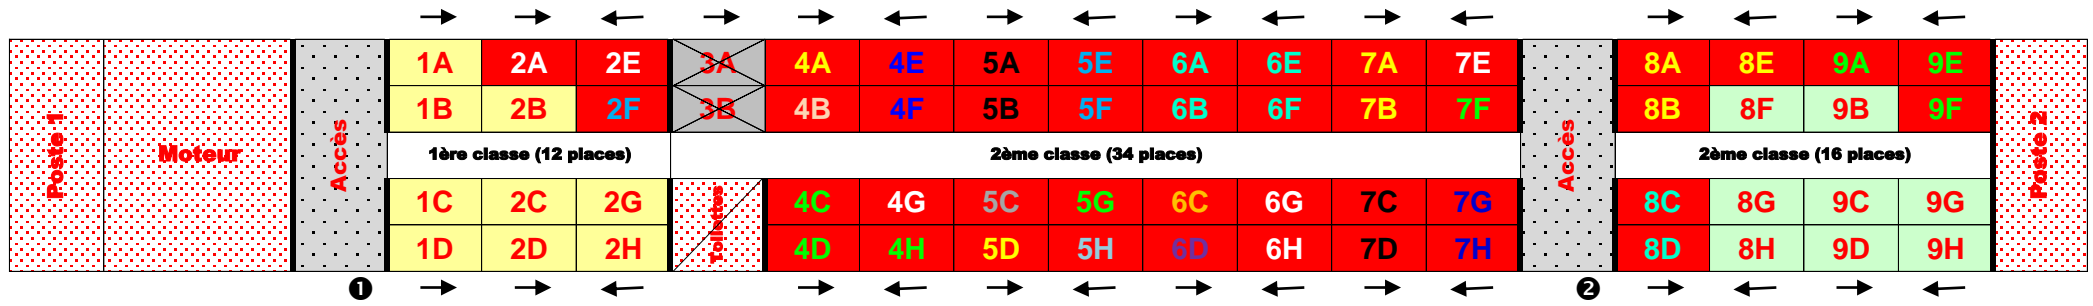 Poste 1
Moteur
Accès
1A 2A 2E 3A 4A 4E 5A 5E 6A 6E 7A 7E
1B 2B 2F 3B 4B 4F 5B 5F 6B 6F 7B 7F
1ère classe (12 places)
2ème classe (34 places)
1C 2C 2G
1D 2D 2H
Toilettes
4C 4G 5C 5G 6C 6G 7C 7G
4D 4H 5D 5H 6D 6H 7D 7H
Accès
8A 8E 9A 9E
8B 8F 9B 9F
2ème classe (16 places)
8C 8G 9C 9G
8D 8H 9D 9H
Poste 2
❶
❷